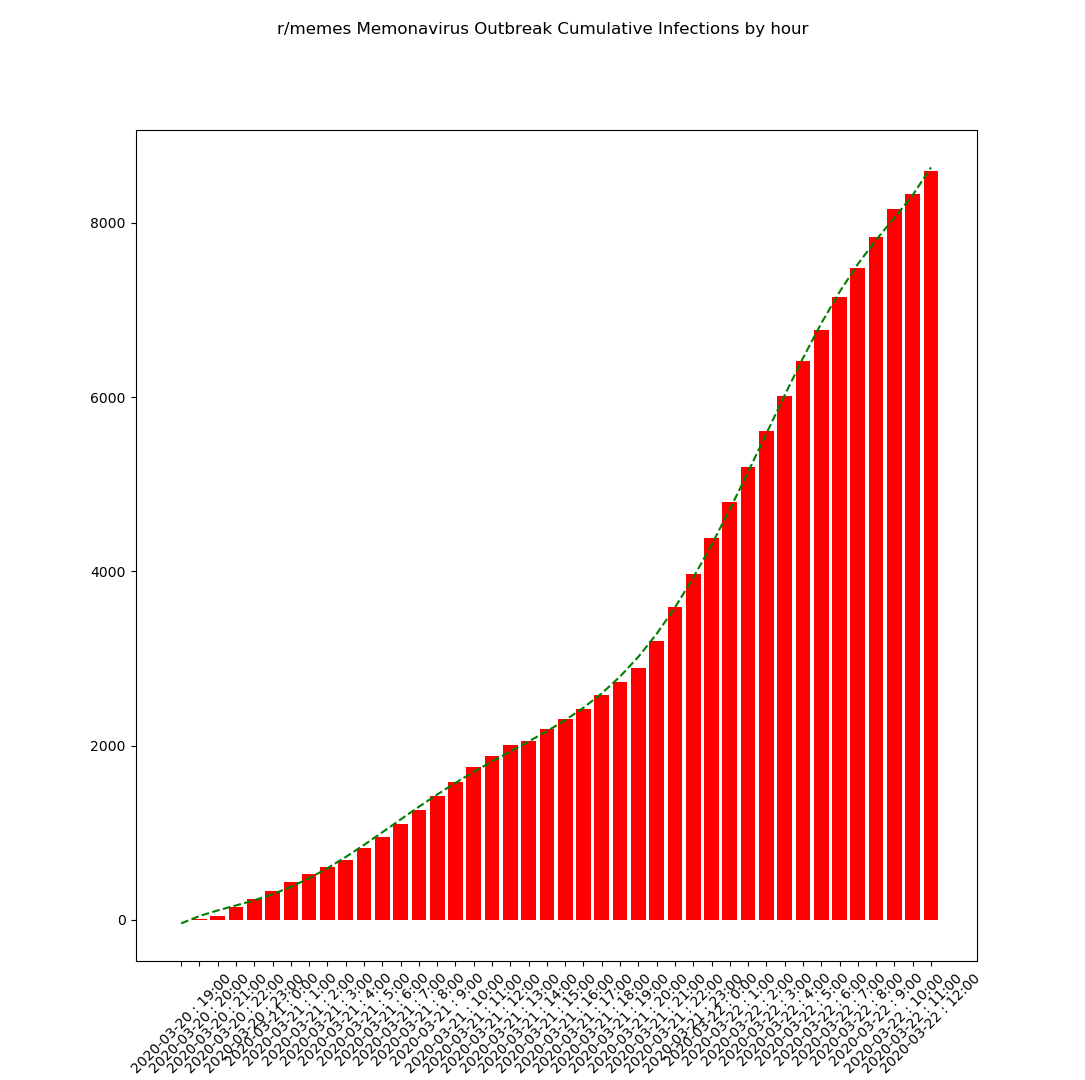 r/memes Memonavirus Outbreak Cumulative Infections by hour
8000
6000
4000
2000
0
2020-03-20 : 19:00
2020-03-20 : 20:00
2020-03-20 : 21:00
2020-03-20 : 22:00
2020-03-20 : 23:00
2020-03-21 : 0:00
2020-03-21 : 1:00
2020-03-21 : 2:00
2020-03-21 : 3:00
2020-03-21 : 4:00
2020-03-21 : 5:00
2020-03-21 : 6:00
2020-03-21 : 7:00
2020-03-21 : 8:00
2020-03-21 : 9:00
2020-03-21 : 10:00
2020-03-21 : 11:00
2020-03-21 : 12:00
2020-03-21 : 13:00
2020-03-21 : 14:00
2020-03-21 : 15:00
2020-03-21 : 16:00
2020-03-21 : 17:00
2020-03-21 : 18:00
2020-03-21 : 19:00
2020-03-21 : 20:00
2020-03-21 : 21:00
2020-03-21 : 22:00
2020-03-21 : 23:00
2020-03-22 : 0:00
2020-03-22 : 1:00
2020-03-22 : 2:00
2020-03-22 : 3:00
2020-03-22 : 4:00
2020-03-22 : 5:00
2020-03-22 : 6:00
2020-03-22 : 7:00
2020-03-22 : 8:00
2020-03-22 : 9:00
2020-03-22 : 10:00
2020-03-22 : 11:00
2020-03-22 : 12:00